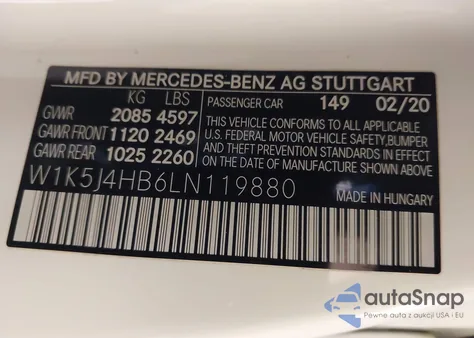 MFD BY MERCEDES-BENZ AG STUTTGART
KG LBS
GVWR 2085 4597
GAWR FRONT 1120 2469
GAWR REAR 1025 2260
PASSENGER CAR 149 02/20
THIS VEHICLE CONFORMS TO ALL APPLICABLE
U.S. FEDERAL MOTOR VEHICLE SAFETY, BUMPER
AND THEFT PREVENTION STANDARDS IN EFFECT
ON THE DATE OF MANUFACTURE SHOWN ABOVE
W1K5J4HB6LN119880
MADE IN HUNGARY
autoSnap
Pewne auto z aukcji USA i EU